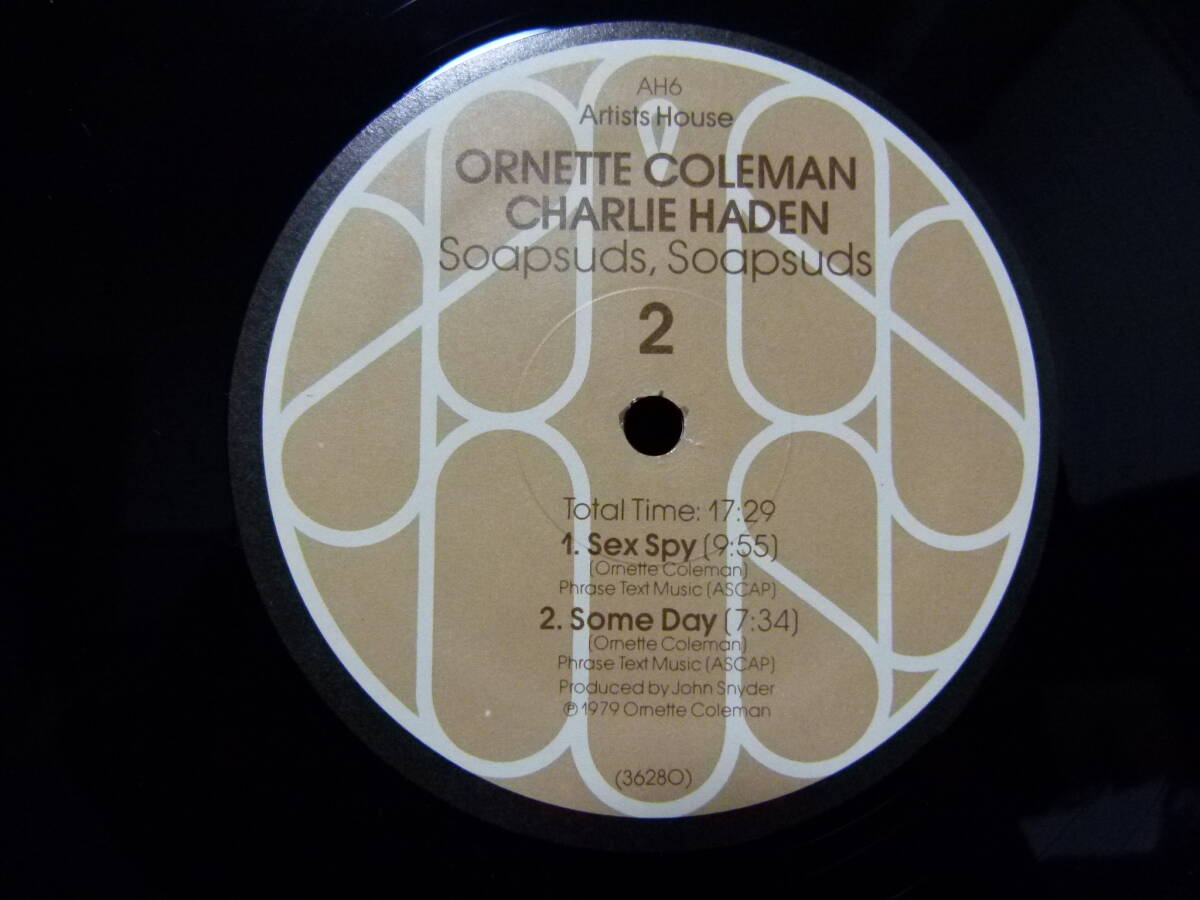 AH6
Artists House
ORNETTE COLEMAN
CHARLIE HADEN
Soapsuds, Soapsuds
2
Total Time: 17:29
1. Sex Spy (9:55)
(Ornette Coleman)
Phrase Text Music (ASCAP)
2. Some Day (7:34)
(Ornette Coleman)
Phrase Text Music (ASCAP)
Produced by John Snyder
℗1979 Ornette Coleman
(36280)